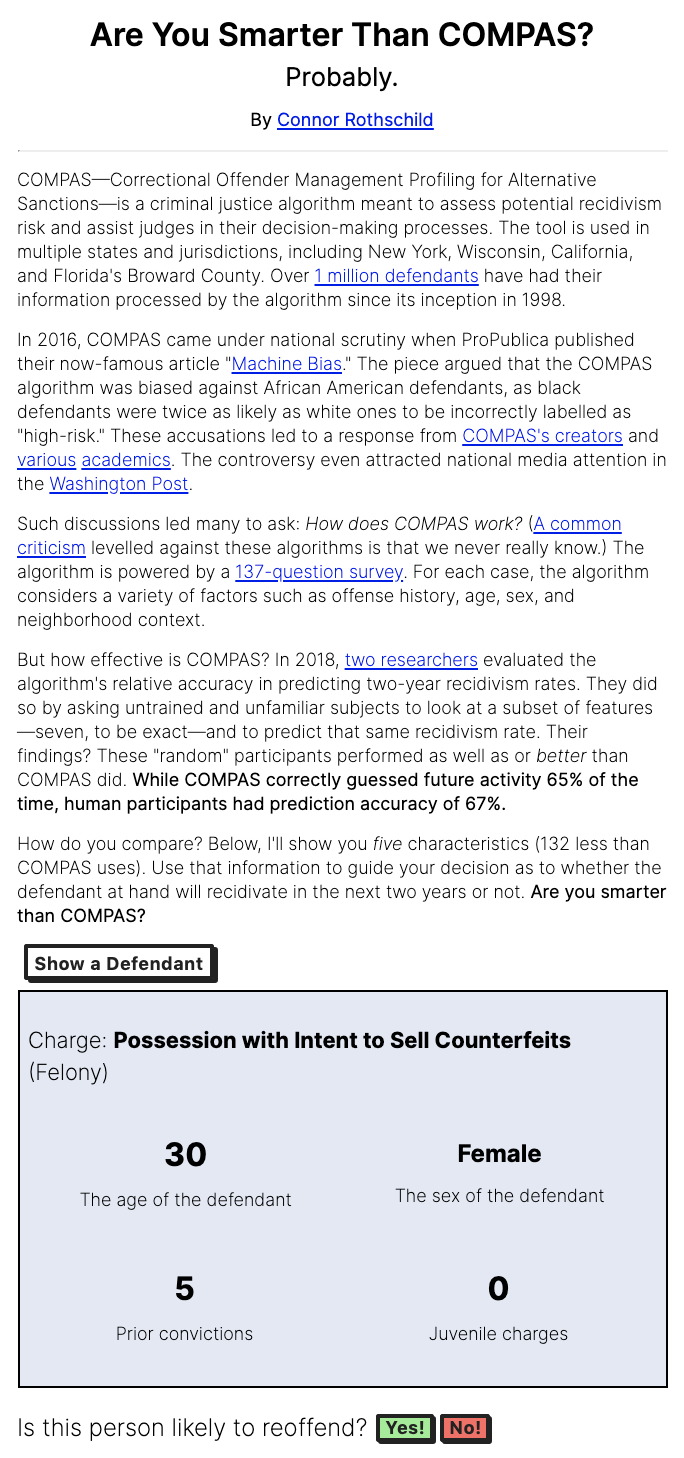 Are You Smarter Than COMPAS?
Probably.
By Connor Rothschild
COMPAS—Correctional Offender Management Profiling for Alternative
Sanctions—is a criminal justice algorithm meant to assess potential recidivism
risk and assist judges in their decision-making processes. The tool is used in
multiple states and jurisdictions, including New York, Wisconsin, California,
and Florida's Broward County. Over 1 million defendants have had their
information processed by the algorithm since its inception in 1998.
In 2016, COMPAS came under national scrutiny when ProPublica published
their now-famous article "Machine Bias." The piece argued that the COMPAS
algorithm was biased against African American defendants, as black
defendants were twice as likely as white ones to be incorrectly labelled as
"high-risk." These accusations led to a response from COMPAS's creators and
various academics. The controversy even attracted national media attention in
the Washington Post.
Such discussions led many to ask: How does COMPAS work? (A common
criticism levelled against these algorithms is that we never really know.) The
algorithm is powered by a 137-question survey. For each case, the algorithm
considers a variety of factors such as offense history, age, sex, and
neighborhood context.
But how effective is COMPAS? In 2018, two researchers evaluated the
algorithm's relative accuracy in predicting two-year recidivism rates. They did
so by asking untrained and unfamiliar subjects to look at a subset of features
—seven, to be exact—and to predict that same recidivism rate. Their
findings? These "random" participants performed as well as or better than
COMPAS did. While COMPAS correctly guessed future activity 65% of the
time, human participants had prediction accuracy of 67%.
How do you compare? Below, I'll show you five characteristics (132 less than
COMPAS uses). Use that information to guide your decision as to whether the
defendant at hand will recidivate in the next two years or not. Are you smarter
than COMPAS?
Show a Defendant
Charge: Possession with Intent to Sell Counterfeits
(Felony)
30
The age of the defendant
Female
The sex of the defendant
5
Prior convictions
0
Juvenile charges
Is this person likely to reoffend? Yes! No!